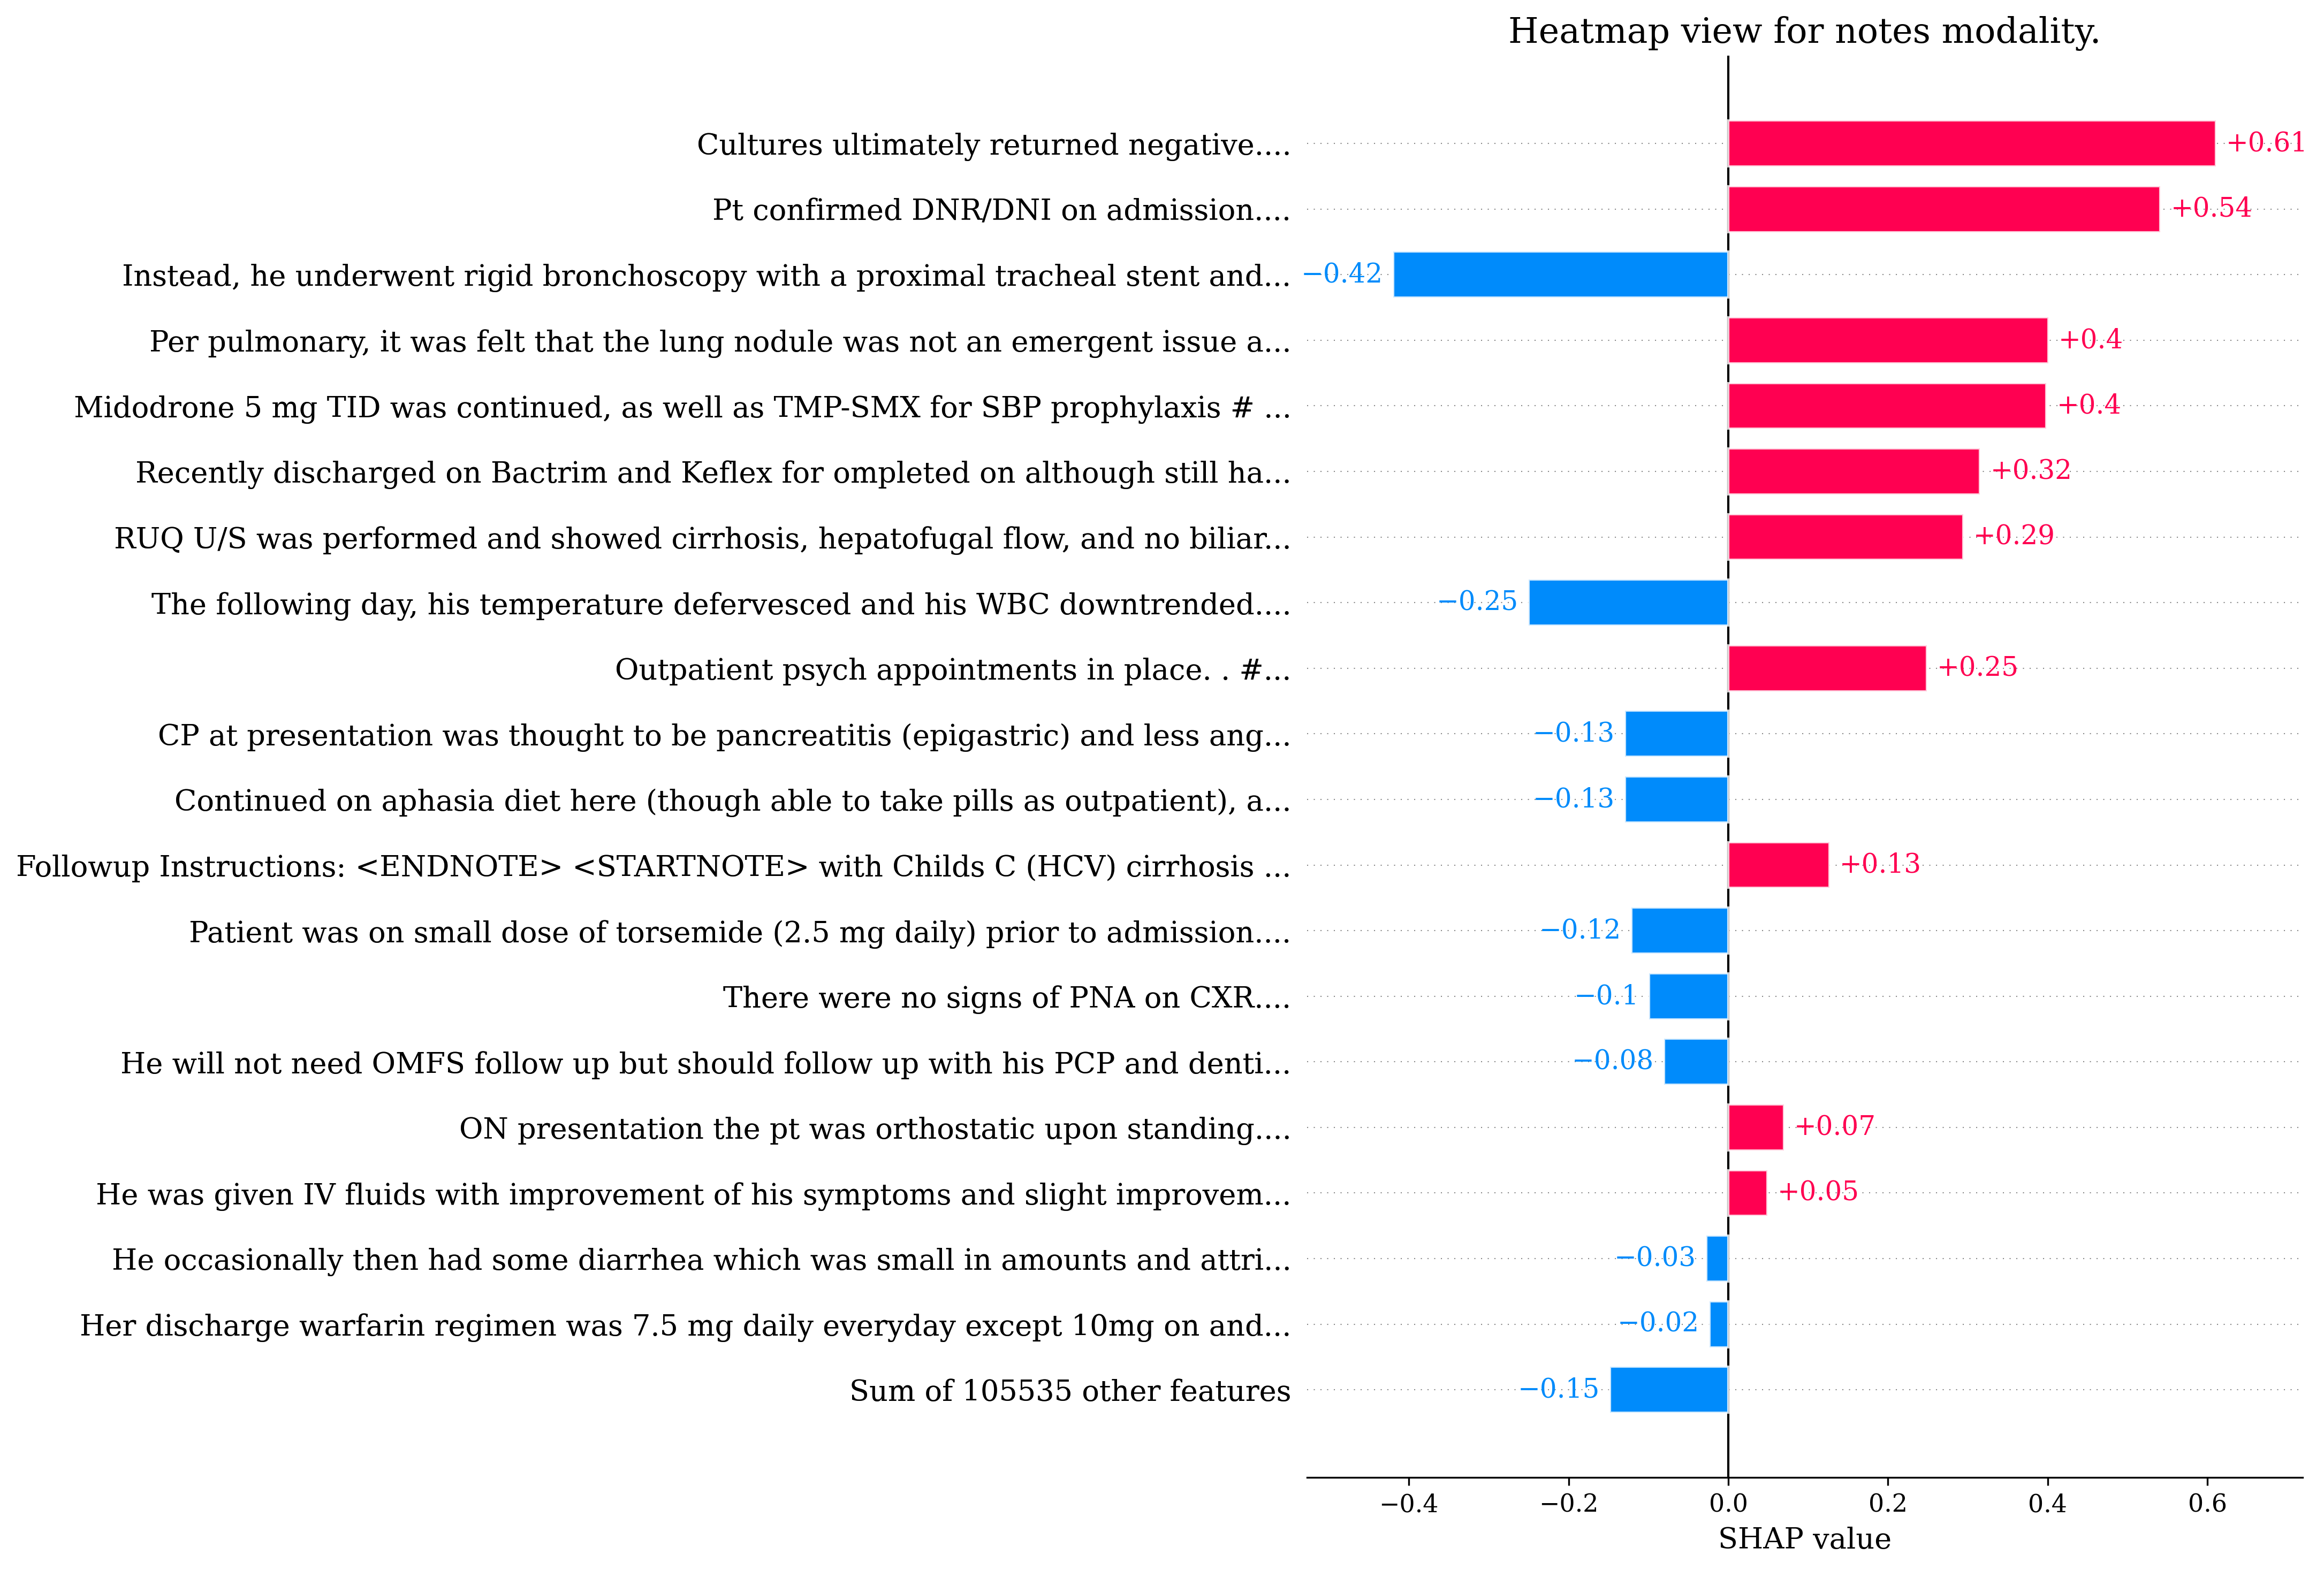 Heatmap view for notes modality.
Cultures ultimately returned negative.... +0.61
Pt confirmed DNR/DNI on admission.... +0.54
Instead, he underwent rigid bronchoscopy with a proximal tracheal stent and... −0.42
Per pulmonary, it was felt that the lung nodule was not an emergent issue a... +0.4
Midodrone 5 mg TID was continued, as well as TMP-SMX for SBP prophylaxis # ... +0.4
Recently discharged on Bactrim and Keflex for ompleted on although still ha... +0.32
RUQ U/S was performed and showed cirrhosis, hepatofugal flow, and no biliar... +0.29
The following day, his temperature defervesced and his WBC downtrended.... −0.25
Outpatient psych appointments in place. . #... +0.25
CP at presentation was thought to be pancreatitis (epigastric) and less ang... −0.13
Continued on aphasia diet here (though able to take pills as outpatient), a... −0.13
Followup Instructions: <ENDNOTE> <STARTNOTE> with Childs C (HCV) cirrhosis ... +0.13
Patient was on small dose of torsemide (2.5 mg daily) prior to admission.... −0.12
There were no signs of PNA on CXR.... −0.1
He will not need OMFS follow up but should follow up with his PCP and denti... −0.08
ON presentation the pt was orthostatic upon standing.... +0.07
He was given IV fluids with improvement of his symptoms and slight improvem... +0.05
He occasionally then had some diarrhea which was small in amounts and attri... −0.03
Her discharge warfarin regimen was 7.5 mg daily everyday except 10mg on and... −0.02
Sum of 105535 other features −0.15
−0.4 −0.2 0.0 0.2 0.4 0.6
SHAP value